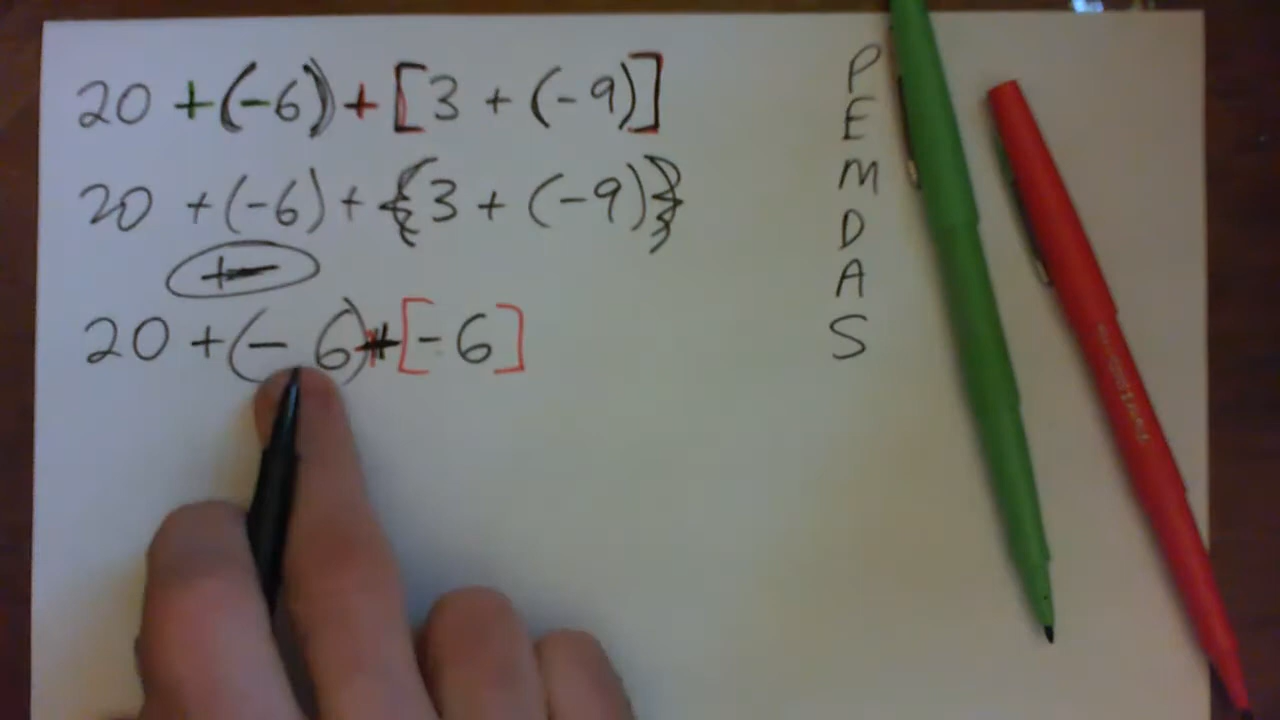 20 +(-6) + [3 + (-9)]
20 +(-6) + {3 + (-9)}
+-
20 +(- 6)+[-6]
P
E
M
D
A
S